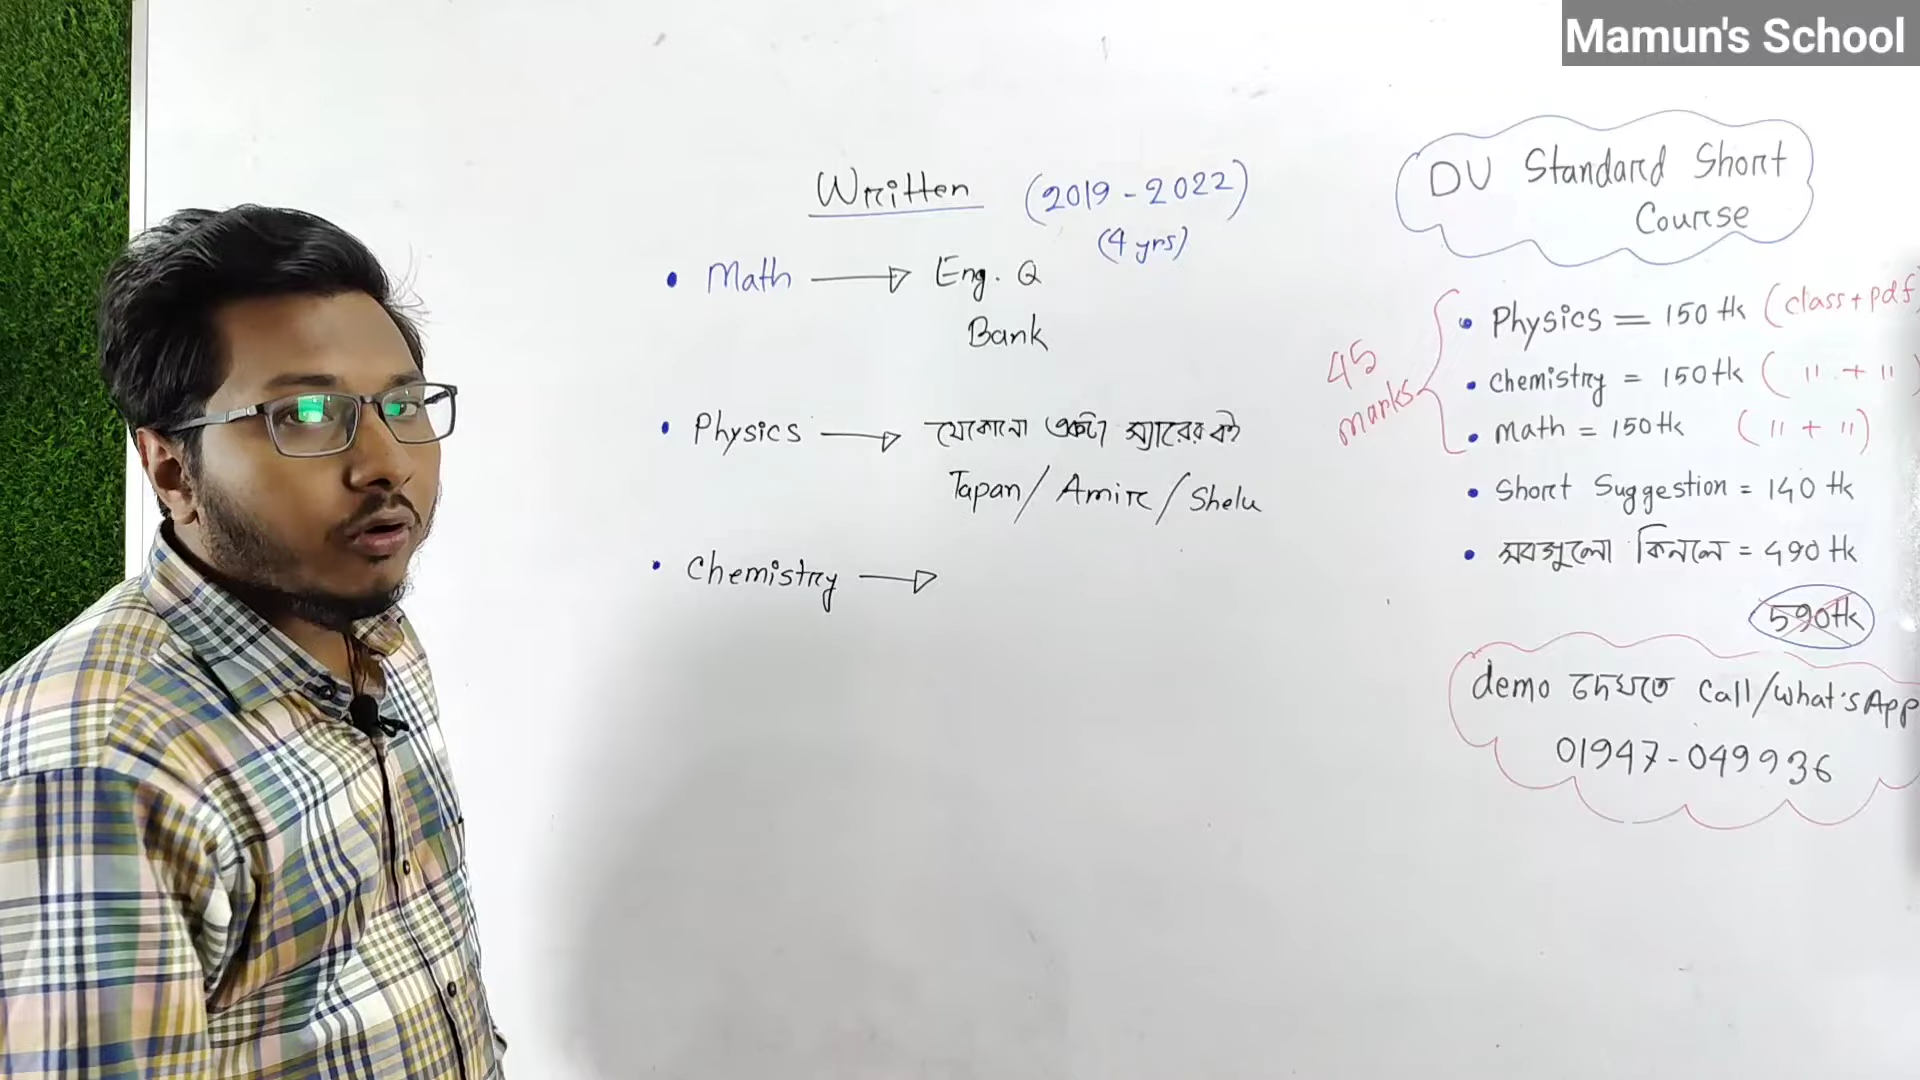 Mamun's School
Written (2019-2022)
(4 yrs)
• Math → Eng. Q
Bank
• Physics → যেকোনো একটা স্যারের বই
Tapan/Amir/Shelu
• Chemistry →
DU Standard Short
Course
45
marks
• Physics = 150 tk (class + pdf)
• Chemistry = 150 tk ( " + " )
• Math = 150 tk ( " + " )
• Short Suggestion = 140 tk
• সবগুলো কিনলে = 490 tk
590 tk
demo দেখতে Call/What'sApp
01947-049936